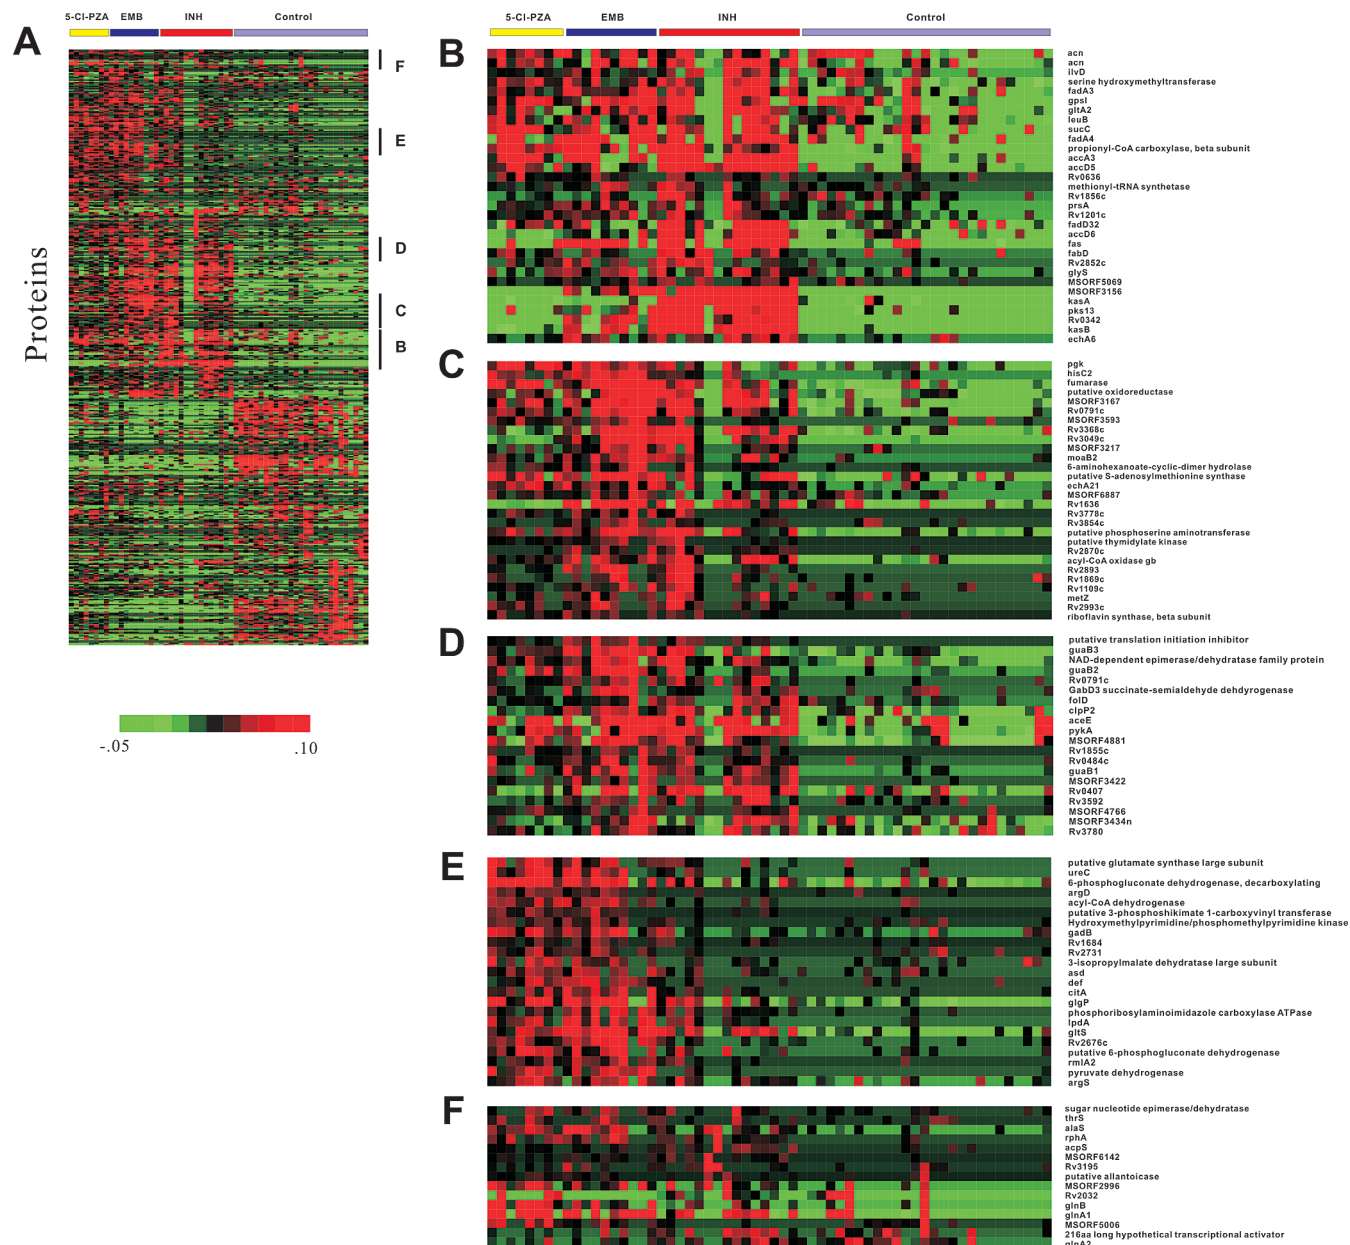 5-Cl-PZA EMB INH Control
A
F
E
D
C
B
Proteins
-.05 .10
5-Cl-PZA EMB INH Control
B
acn
acn
ilvD
serine hydroxymethyltransferase
fadA3
gpsI
gltA2
leuB
sucC
fadA4
propionyl-CoA carboxylase, beta subunit
accA3
accD5
Rv0636
methionyl-tRNA synthetase
Rv1856c
prsA
Rv1201c
fadD32
accD6
fas
fabD
Rv2852c
glyS
MSORF5069
MSORF3156
kasA
pks13
Rv0342
kasB
echA6
C
pgk
hisC2
fumarase
putative oxidoreductase
MSORF3167
Rv0791c
MSORF3593
Rv3368c
Rv3049c
MSORF3217
moaB2
6-aminohexanoate-cyclic-dimer hydrolase
putative S-adenosylmethionine synthase
echA21
MSORF6887
Rv1636
Rv3778c
Rv3854c
putative phosphoserine aminotransferase
putative thymidylate kinase
Rv2870c
acyl-CoA oxidase gb
Rv2893
Rv1869c
Rv1109c
metZ
Rv2993c
riboflavin synthase, beta subunit
D
putative translation initiation inhibitor
guaB3
NAD-dependent epimerase/dehydratase family protein
guaB2
Rv0791c
GabD3 succinate-semialdehyde dehdyrogenase
folD
clpP2
aceE
pykA
MSORF4881
Rv1855c
Rv0484c
guaB1
MSORF3422
Rv0407
Rv3592
MSORF4766
MSORF3434n
Rv3780
E
putative glutamate synthase large subunit
ureC
6-phosphogluconate dehydrogenase, decarboxylating
argD
acyl-CoA dehydrogenase
putative 3-phosphoshikimate 1-carboxyvinyl transferase
Hydroxymethylpyrimidine/phosphomethylpyrimidine kinase
gadB
Rv1684
Rv2731
3-isopropylmalate dehydratase large subunit
asd
def
citA
glgP
phosphoribosylaminoimidazole carboxylase ATPase
lpdA
gltS
Rv2676c
putative 6-phosphogluconate dehydrogenase
rmlA2
pyruvate dehydrogenase
argS
F
sugar nucleotide epimerase/dehydratase
thrS
alaS
rphA
acpS
MSORF6142
Rv3195
putative allantoicase
MSORF2996
Rv2032
glnB
glnA1
MSORF5006
216aa long hypothetical transcriptional activator
glnA2